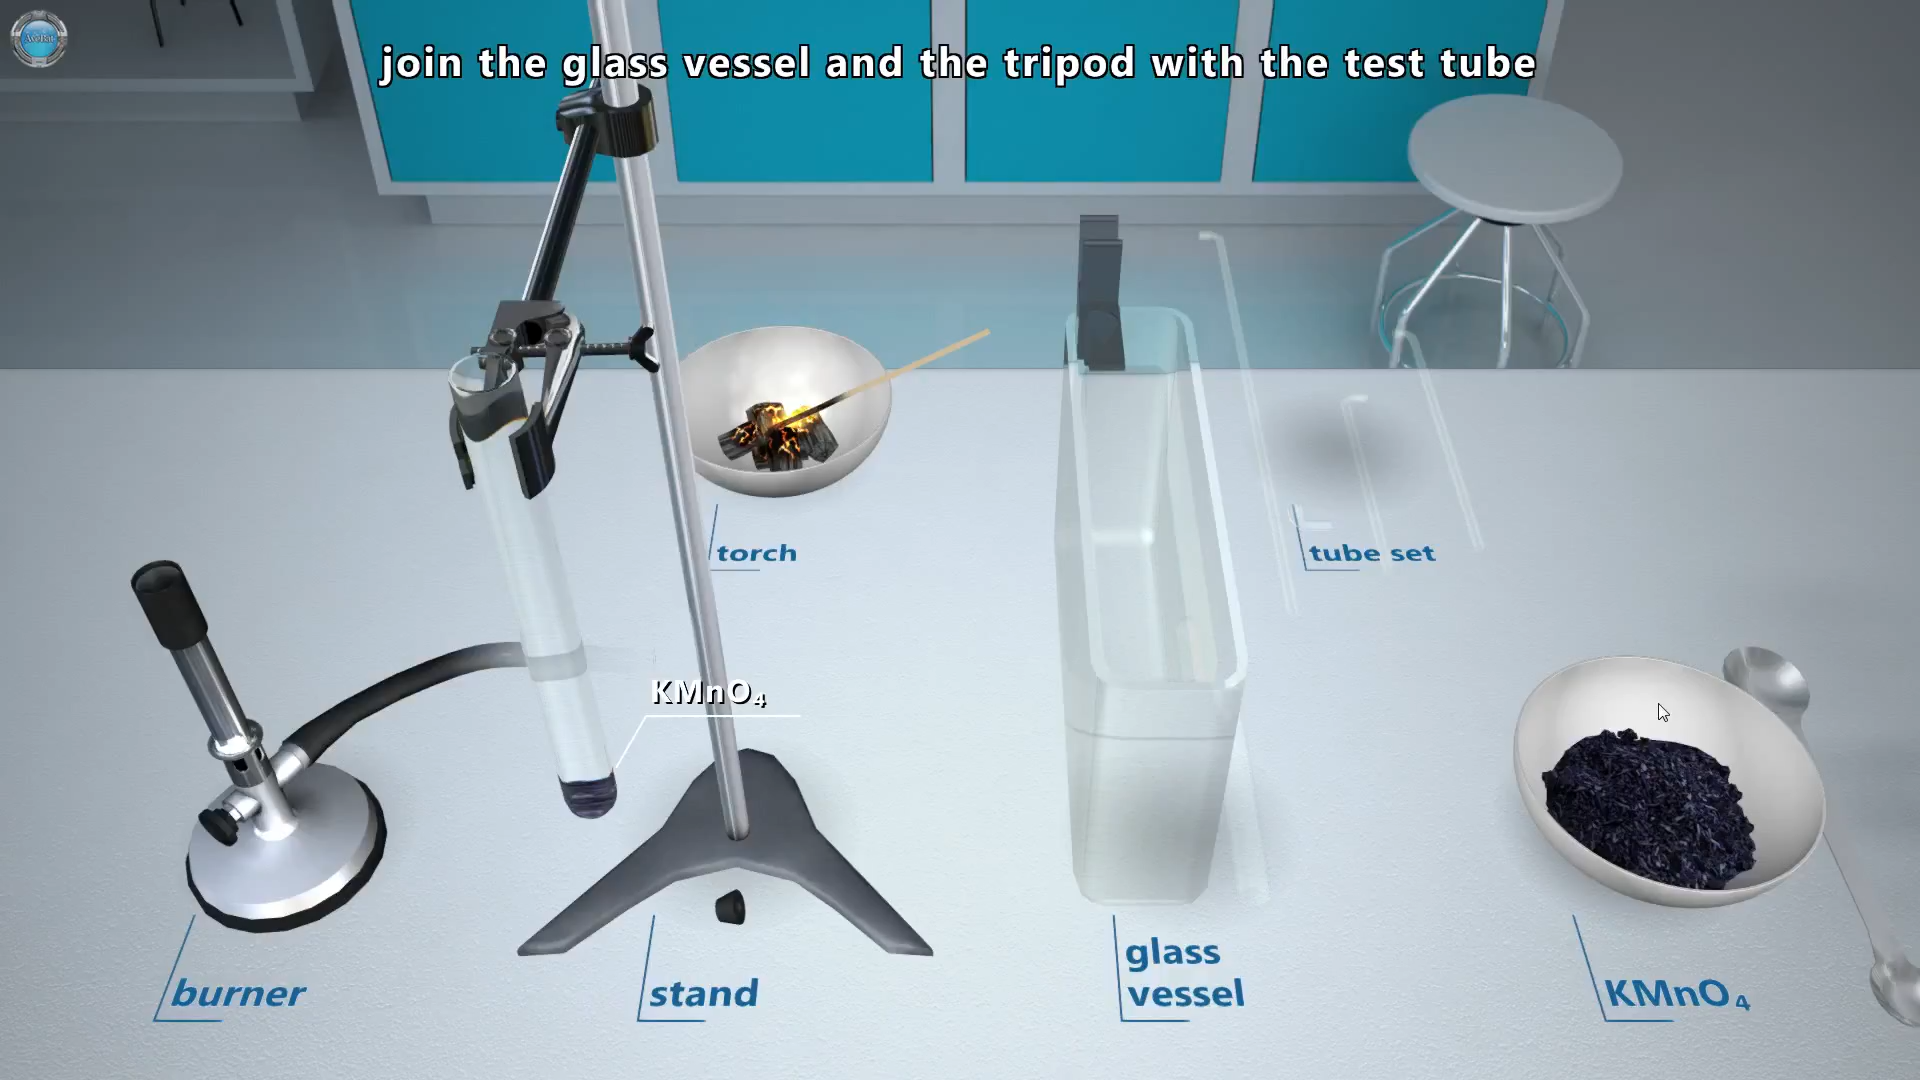 join the glass vessel and the tripod with the test tube
torch
tube set
KMnO₄
burner
stand
glass
vessel
KMnO₄